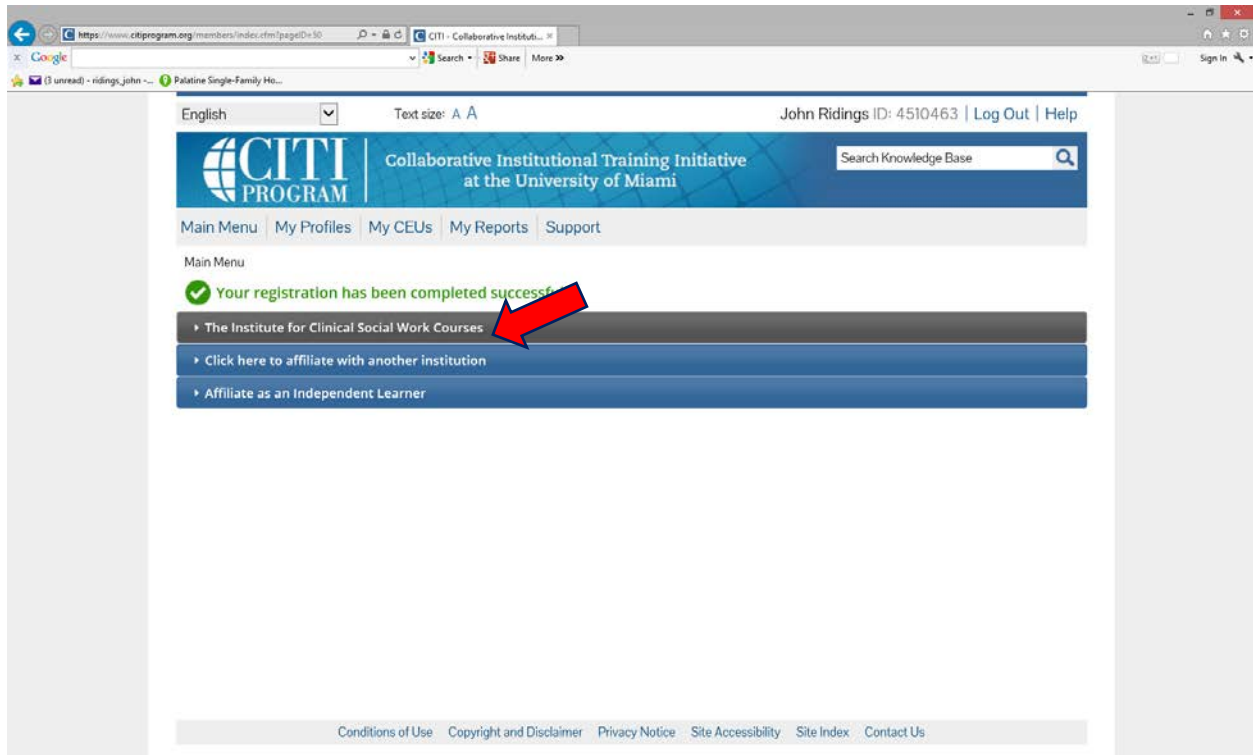 https://www.citiprogram.org/members/index.cfm?pageID=50
CITI - Collaborative Instituti...
x Google
Search Share More »
Sign In
(3 unread) - ridings_john -... Palatine Single-Family Ho...
English Text size: A A John Ridings ID: 4510463 | Log Out | Help
CITI PROGRAM
Collaborative Institutional Training Initiative
at the University of Miami
Search Knowledge Base
Main Menu My Profiles My CEUs My Reports Support
Main Menu
Your registration has been completed
The Institute for Clinical Social Work Courses
Click here to affiliate with another institution
Affiliate as an Independent Learner
Conditions of Use Copyright and Disclaimer Privacy Notice Site Accessibility Site Index Contact Us